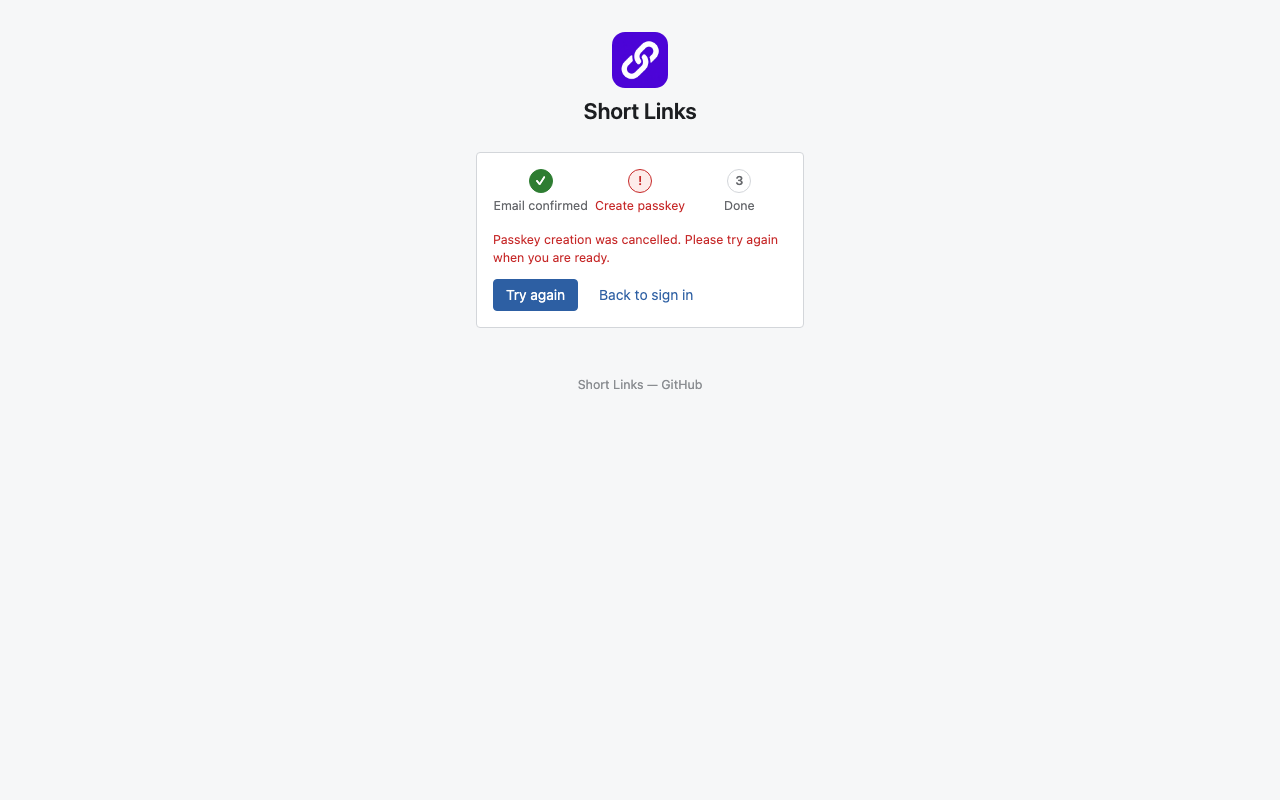 Short Links
!
3
Email confirmed
Create passkey
Done
Passkey creation was cancelled. Please try again
when you are ready.
Try again
Back to sign in
Short Links — GitHub